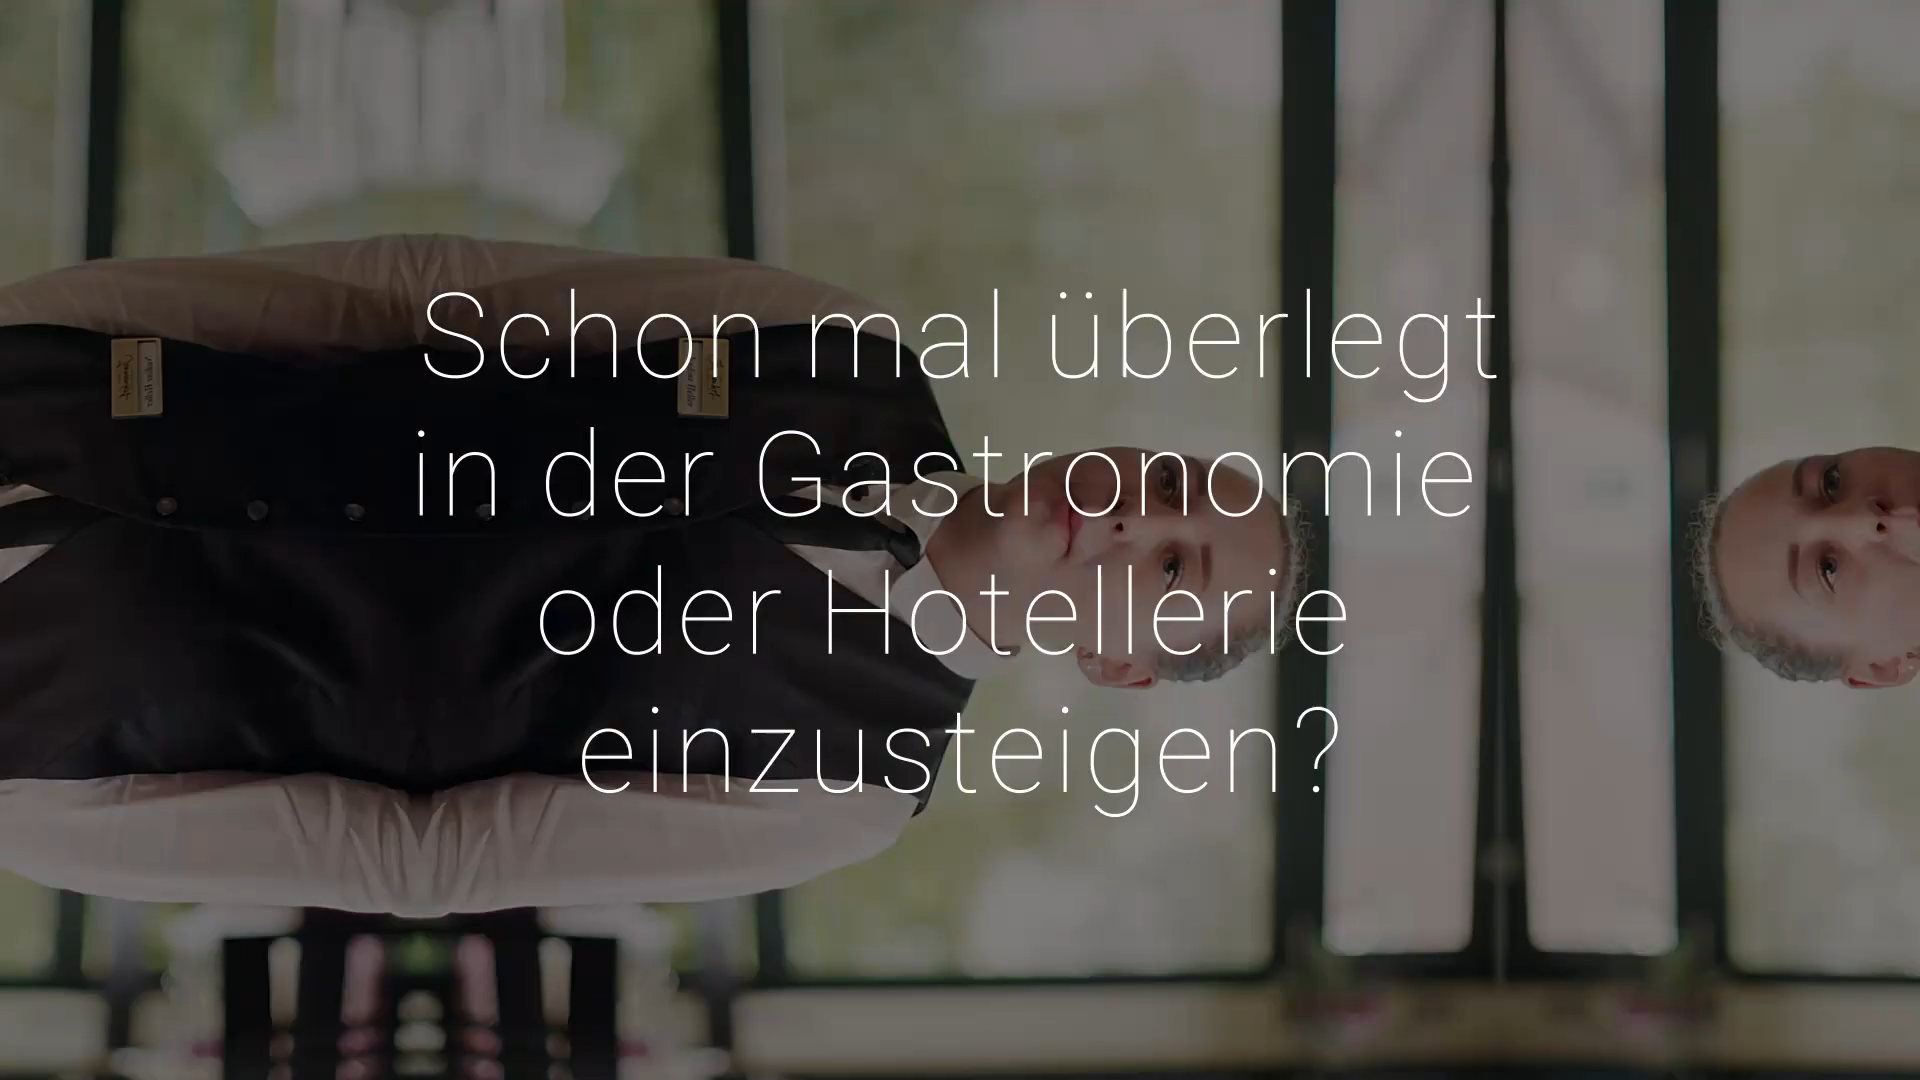 Schon mal überlegt
in der Gastronomie
oder Hotellerie
einzusteigen?